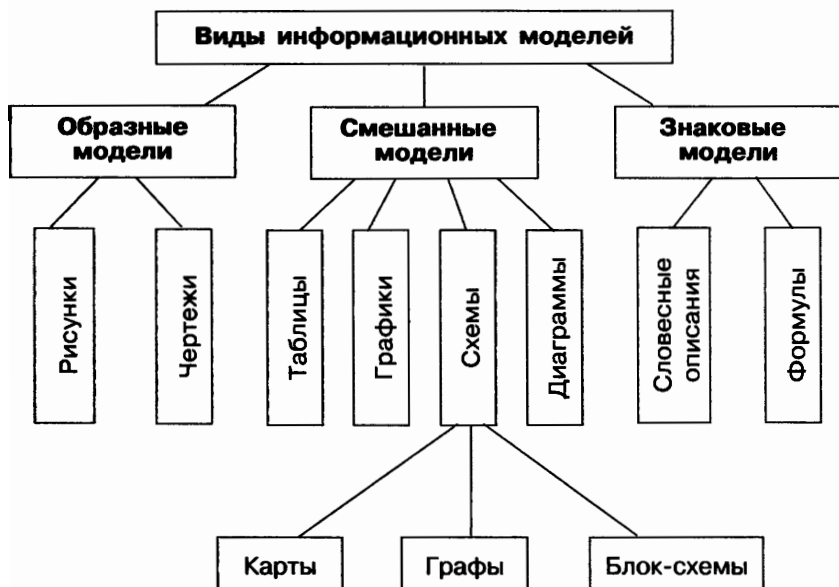 Виды информационных моделей
Образные
модели
Смешанные
модели
Знаковые
модели
Рисунки
Чертежи
Таблицы
Графики
Схемы
Диаграммы
Словесные
описания
Формулы
Карты
Графы
Блок-схемы